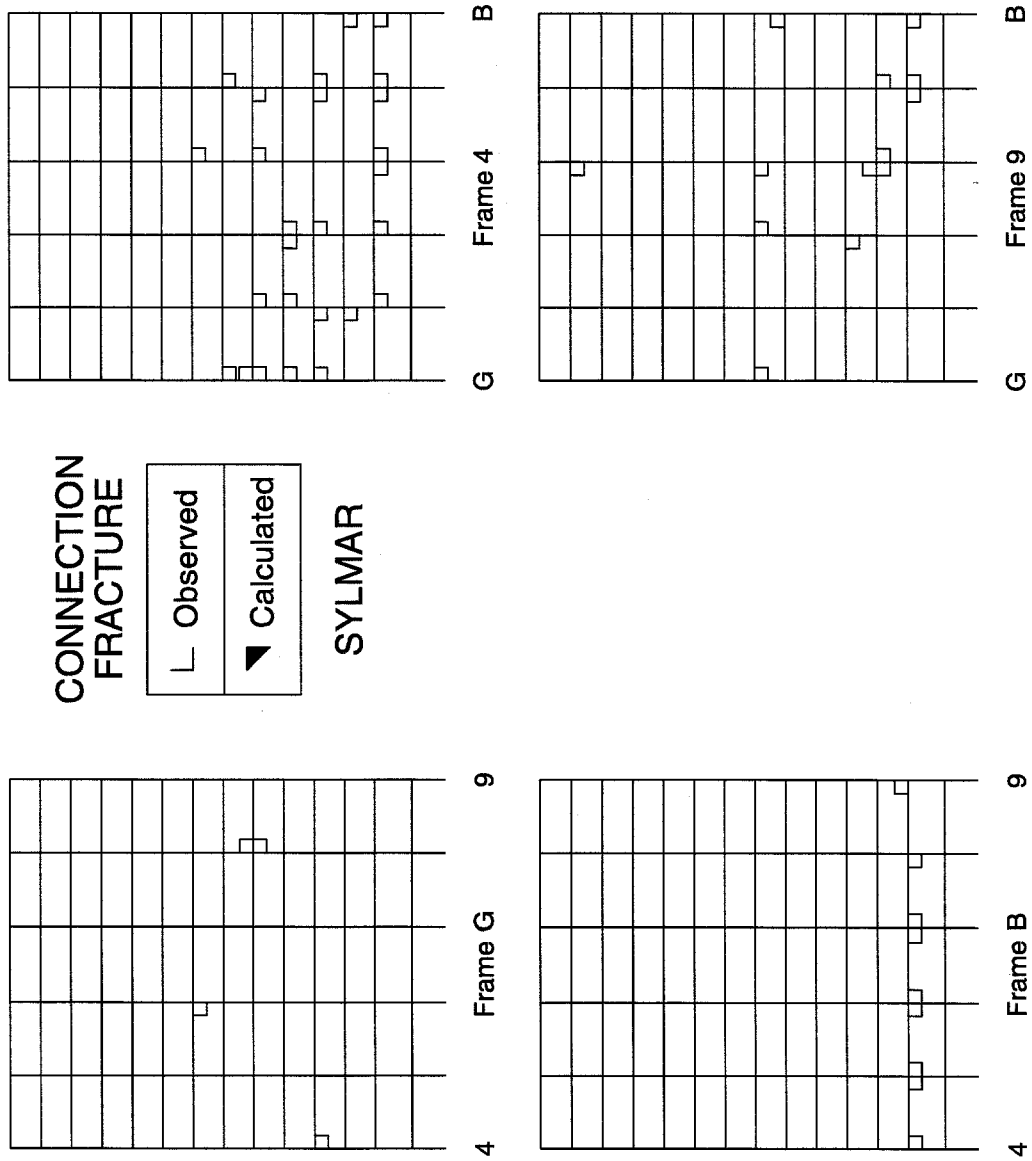 CONNECTION
FRACTURE
Observed
Calculated
SYLMAR
G Frame 4 B
4 Frame G 9
G Frame 9 B
4 Frame B 9